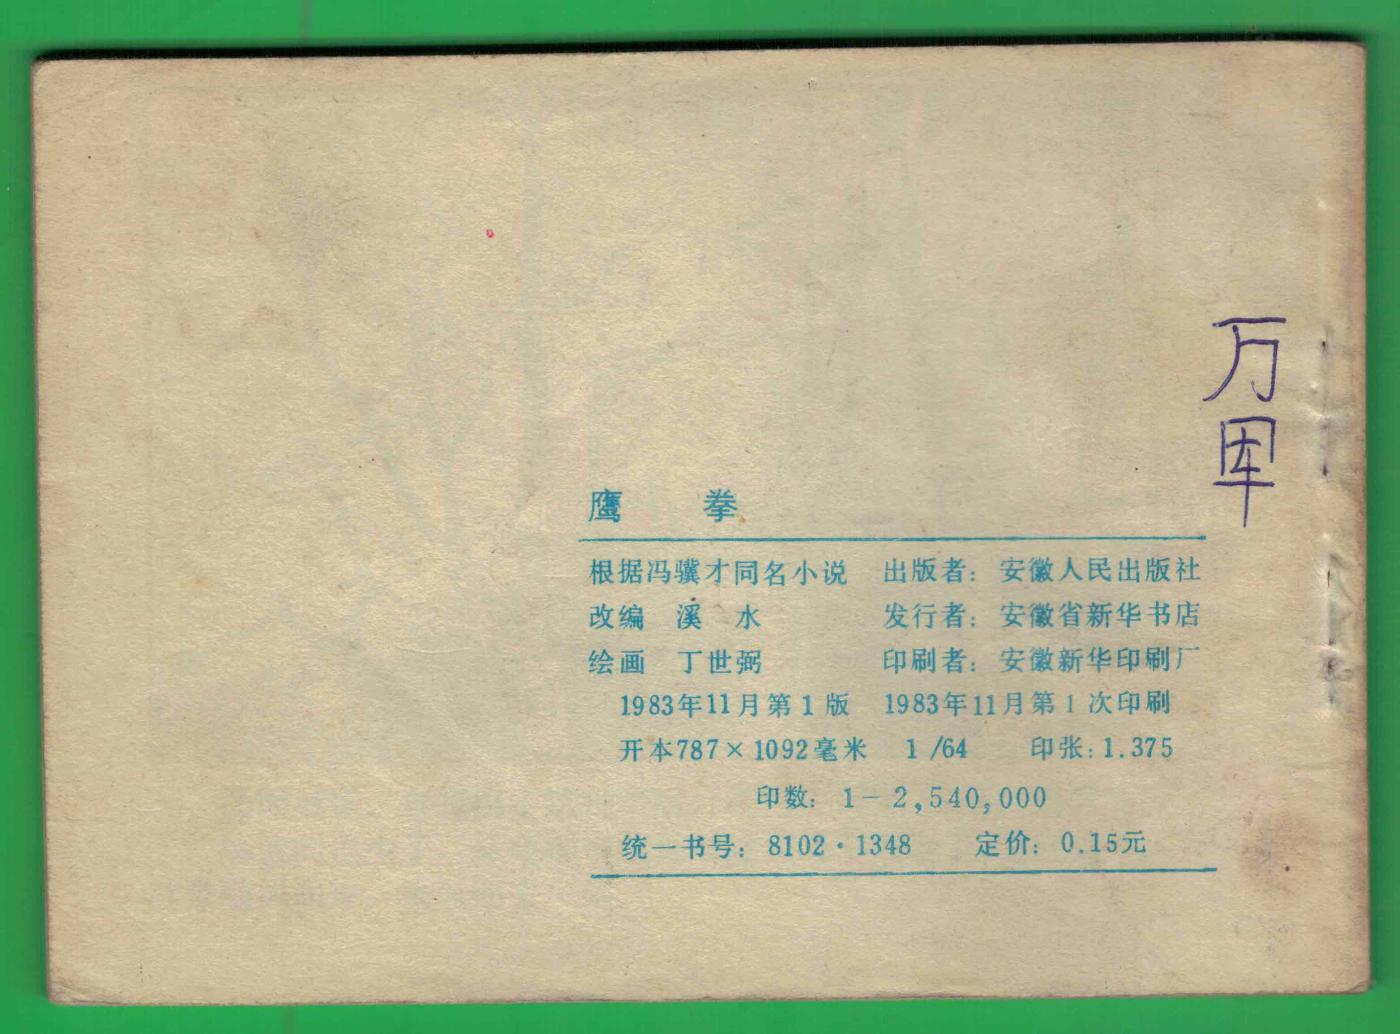 鹰 拳
根据冯骥才同名小说 出版者：安徽人民出版社
改编 溪 水 发行者：安徽省新华书店
绘画 丁世弼 印刷者：安徽新华印刷厂
1983年11月第1版 1983年11月第1次印刷
开本787×1092毫米 1/64 印张：1.375
印数：1－2,540,000
统一书号：8102·1348 定价：0.15元
万军